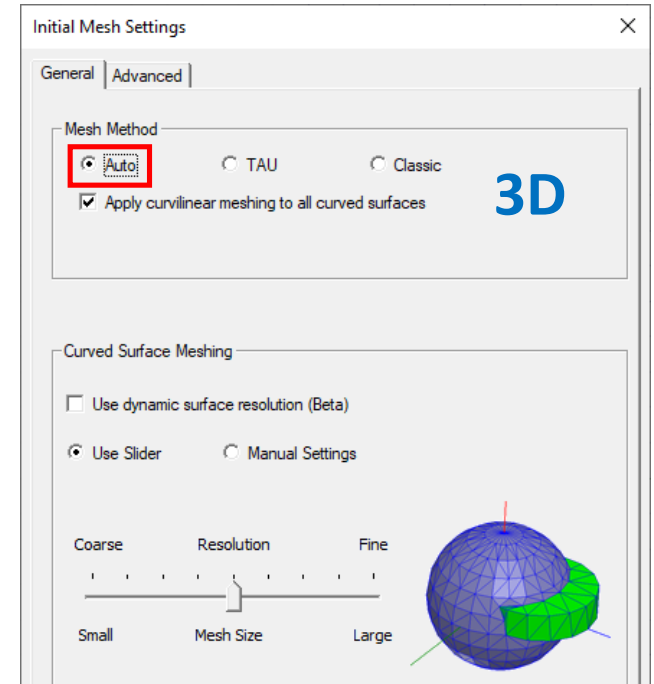 Initial Mesh Settings
General Advanced
Mesh Method
Auto TAU Classic
Apply curvilinear meshing to all curved surfaces
3D
Curved Surface Meshing
Use dynamic surface resolution (Beta)
Use Slider Manual Settings
Coarse Resolution Fine
Small Mesh Size Large